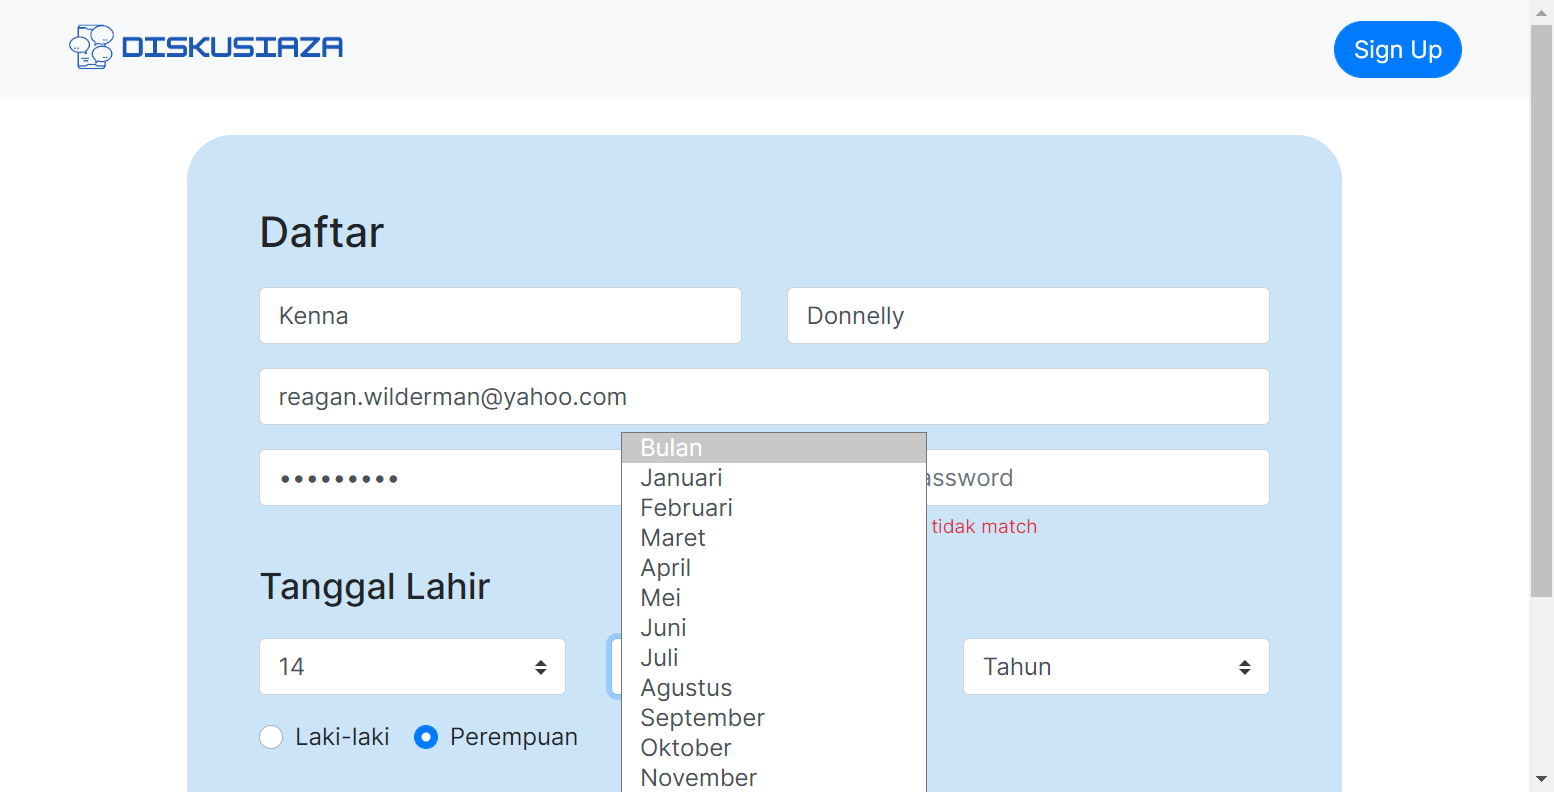 DISKUSIAZA
Sign Up
Daftar
Kenna
Donnelly
reagan.wilderman@yahoo.com
•••••••••
tidak match
Tanggal Lahir
14
Tahun
Laki-laki
Perempuan
Bulan
Januari
Februari
Maret
April
Mei
Juni
Juli
Agustus
September
Oktober
November